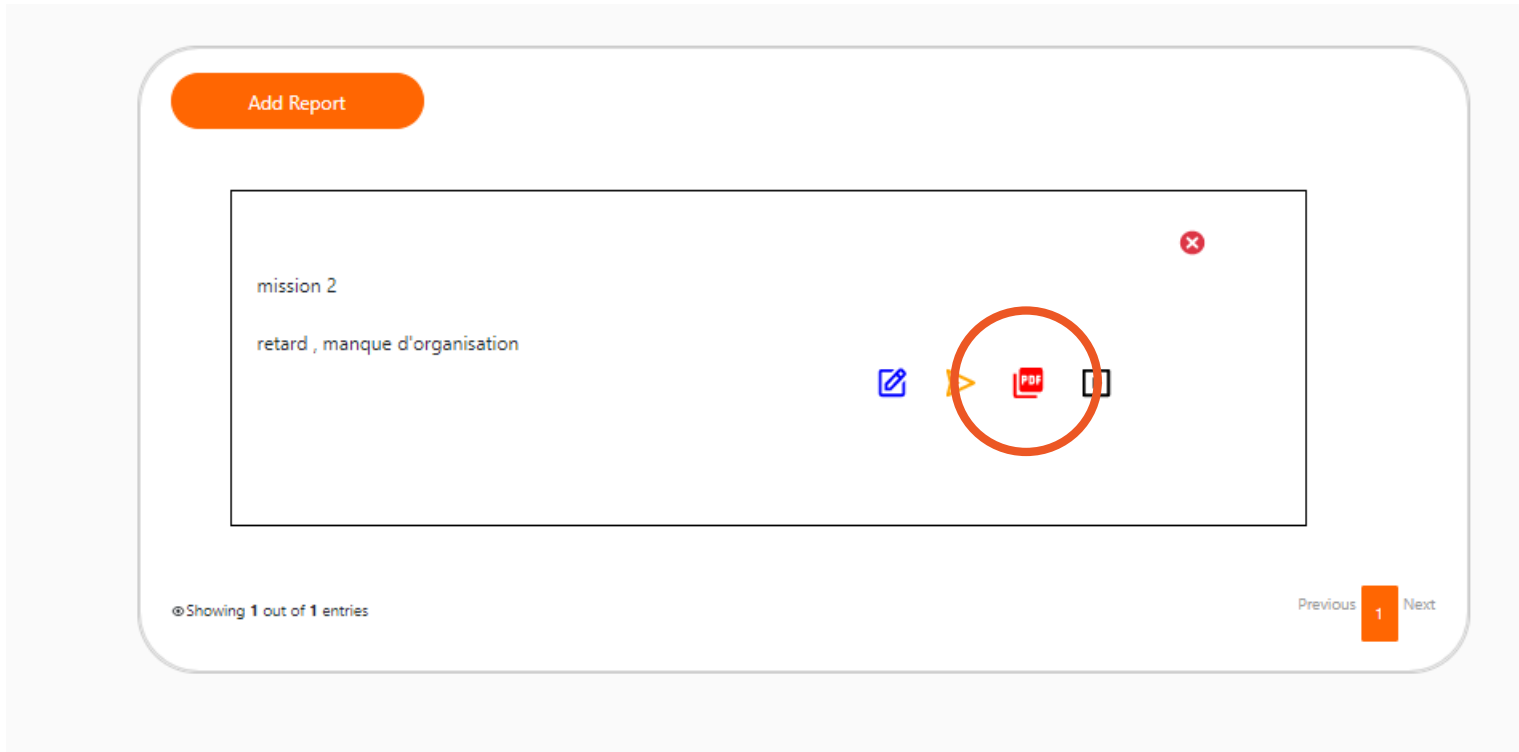 Add Report
mission 2
retard , manque d'organisation
PDF
Showing 1 out of 1 entries
Previous 1 Next